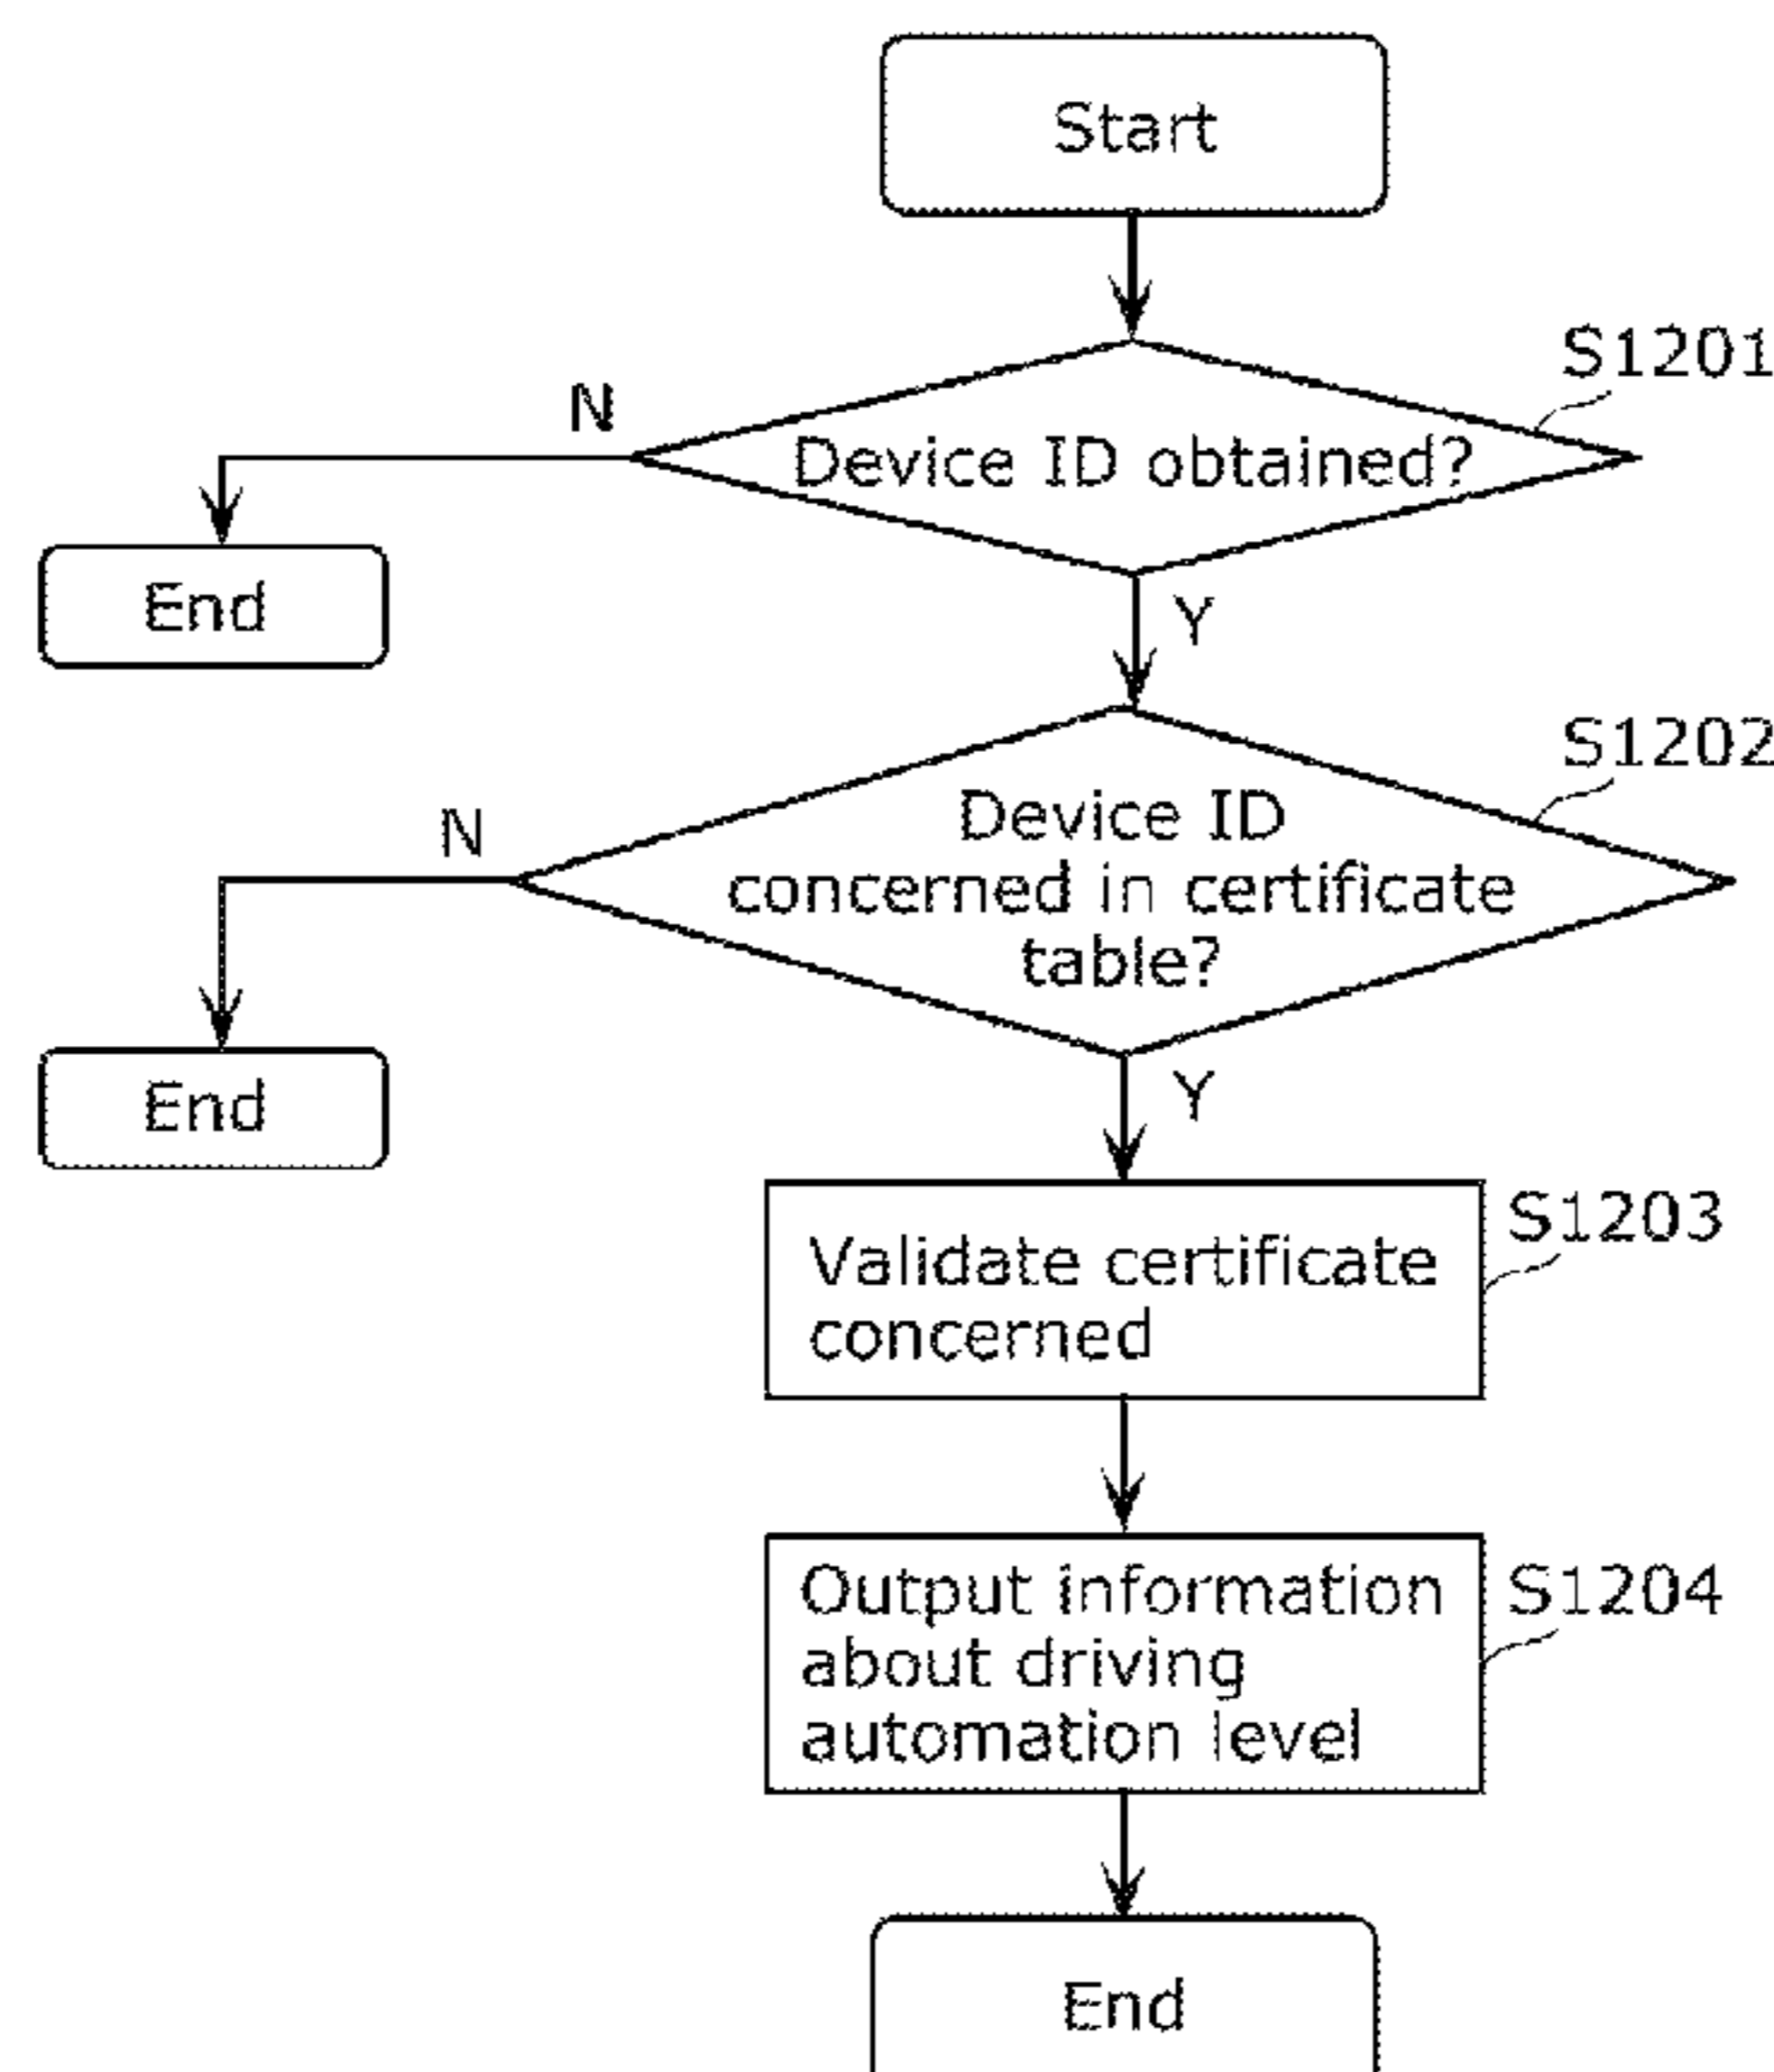 Start
S1201
N
Device ID obtained?
End
Y
S1202
N
Device ID
concerned in certificate
table?
End
Y
S1203
Validate certificate
concerned
S1204
Output information
about driving
automation level
End